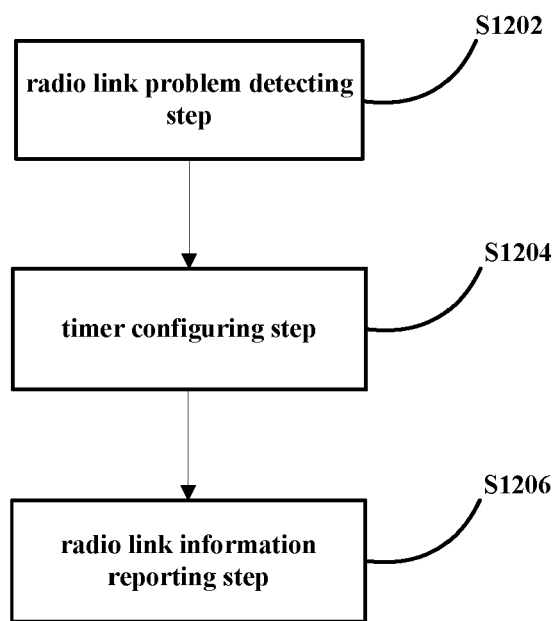 S1202
radio link problem detecting
step
S1204
timer configuring step
S1206
radio link information
reporting step